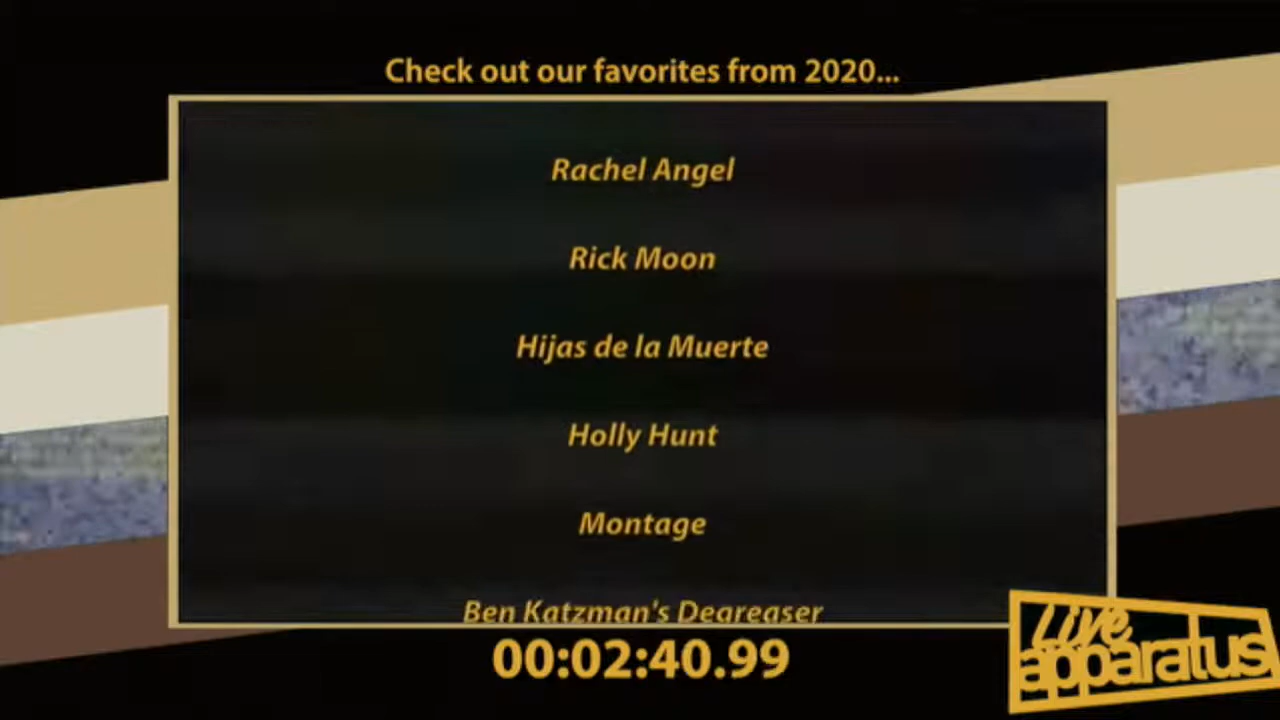 Check out our favorites from 2020...
Rachel Angel
Rick Moon
Hijas de la Muerte
Holly Hunt
Montage
Ben Katzman's Degreaser
00:02:40.99
Live
apparatus